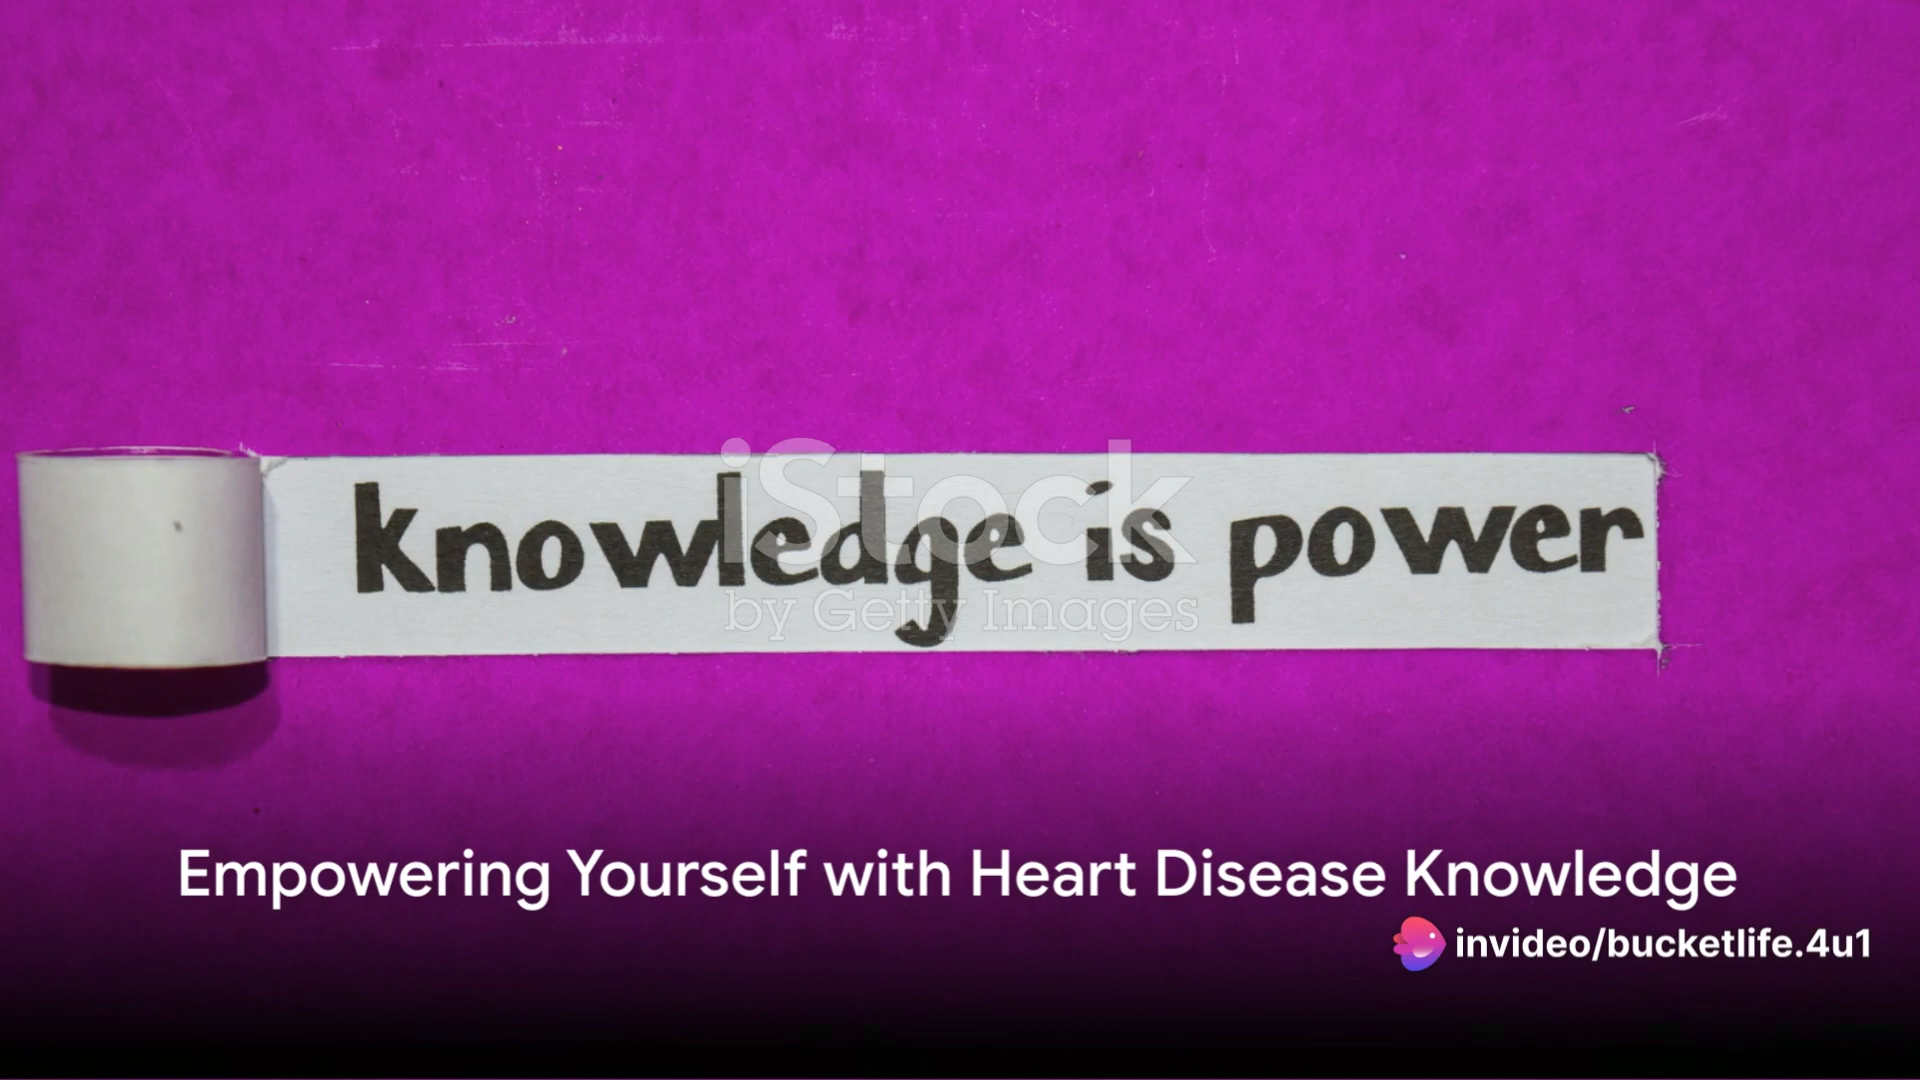 iStock
knowledge is power
by Getty Images
Empowering Yourself with Heart Disease Knowledge
invideo/bucketlife.4u1